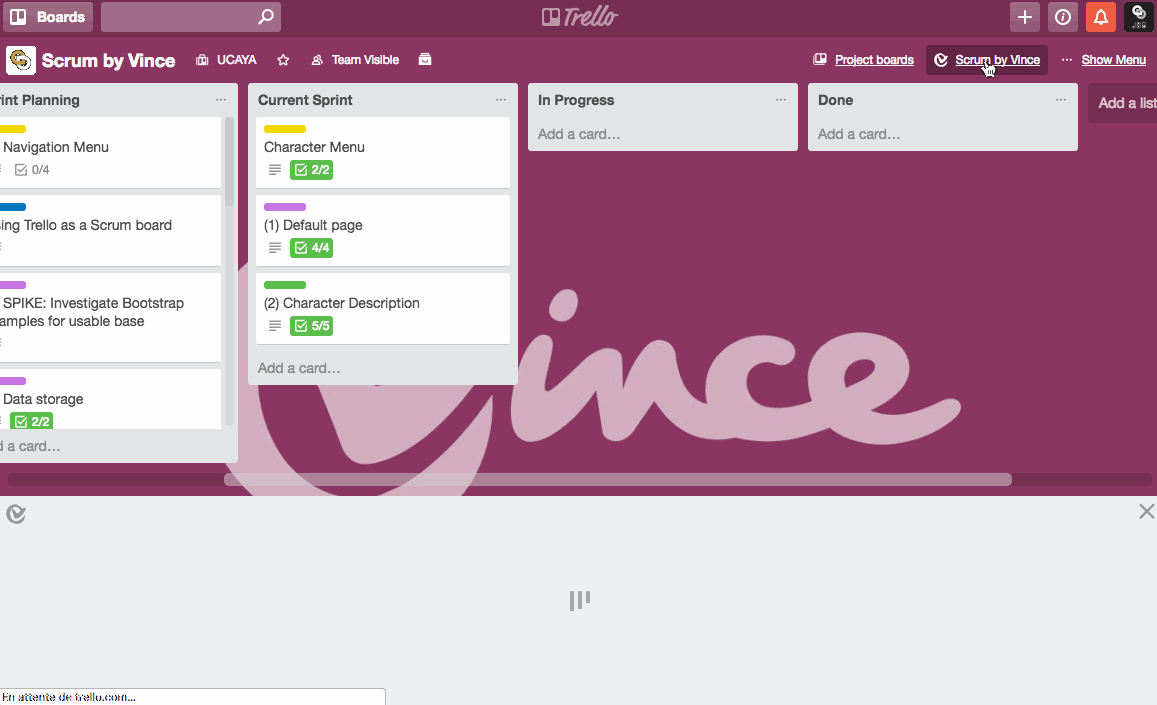 Boards
Trello
Scrum by Vince
UCAYA
Team Visible
Project boards
Scrum by Vince
... Show Menu
int Planning ...
Navigation Menu
0/4
ing Trello as a Scrum board
SPIKE: Investigate Bootstrap
amples for usable base
Data storage
2/2
d a card…
Current Sprint ...
Character Menu
2/2
(1) Default page
4/4
(2) Character Description
5/5
Add a card…
In Progress ...
Add a card…
Done ...
Add a card…
Add a list
Vince
En attente de trello.com...